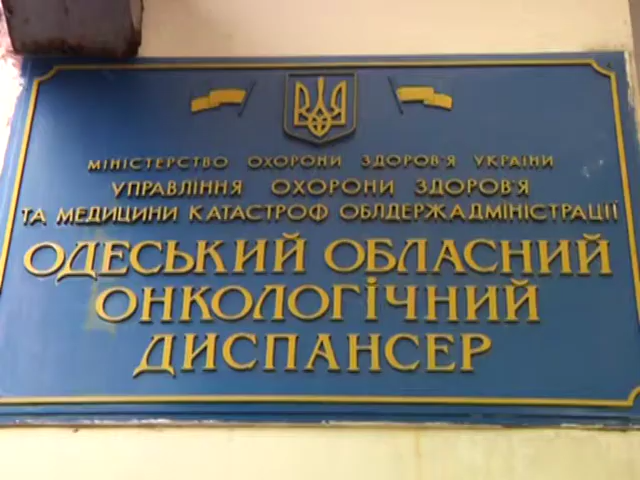 МІНІСТЕРСТВО ОХОРОНИ ЗДОРОВ'Я УКРАЇНИ
УПРАВЛІННЯ ОХОРОНИ ЗДОРОВ'Я
ТА МЕДИЦИНИ КАТАСТРОФ ОБЛДЕРЖАДМІНІСТРАЦІЇ
ОДЕСЬКИЙ ОБЛАСНИЙ
ОНКОЛОГІЧНИЙ
ДИСПАНСЕР